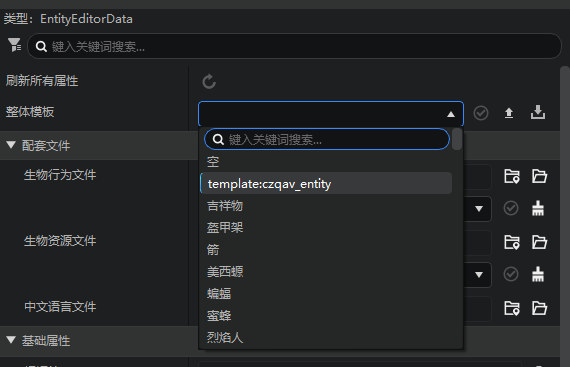 类型: EntityEditorData
键入关键词搜索...
刷新所有属性
整体模板
键入关键词搜索...
空
template:czqav_entity
吉祥物
盔甲架
箭
美西螈
蝙蝠
蜜蜂
烈焰人
配套文件
生物行为文件
生物资源文件
中文语言文件
基础属性